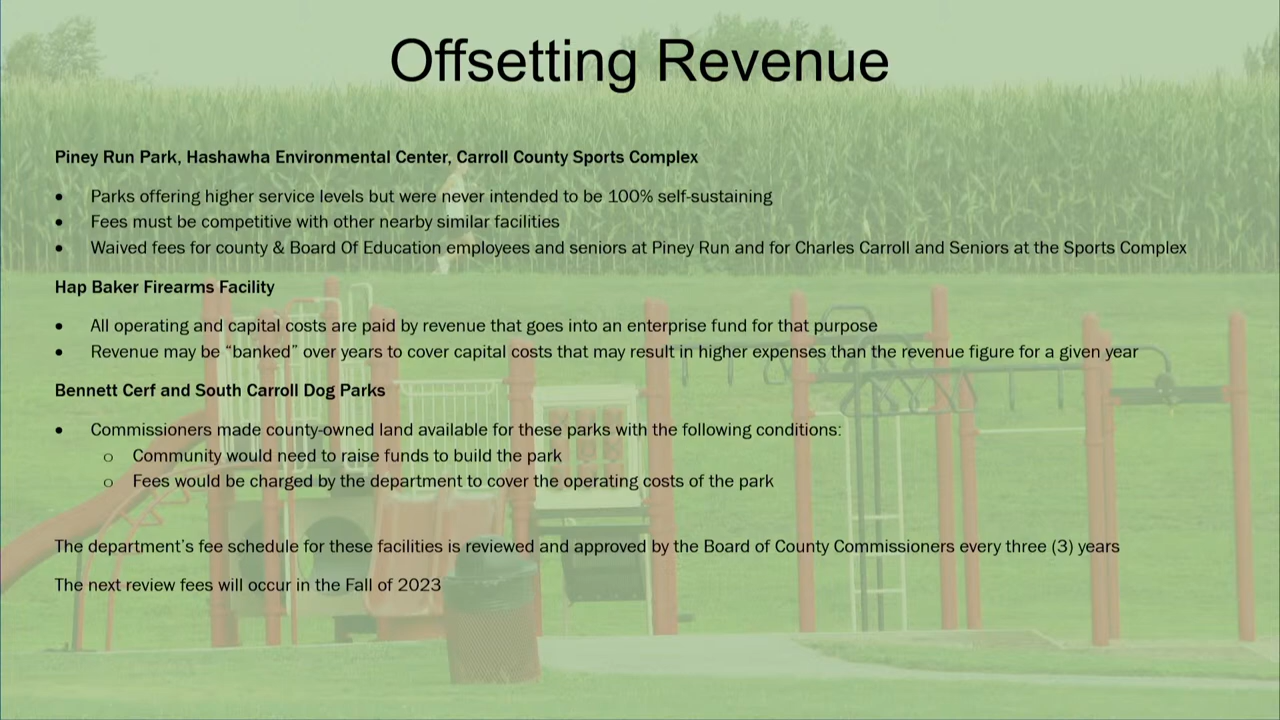 Offsetting Revenue
Piney Run Park, Hashawha Environmental Center, Carroll County Sports Complex
• Parks offering higher service levels but were never intended to be 100% self-sustaining
• Fees must be competitive with other nearby similar facilities
• Waived fees for county & Board Of Education employees and seniors at Piney Run and for Charles Carroll and Seniors at the Sports Complex
Hap Baker Firearms Facility
• All operating and capital costs are paid by revenue that goes into an enterprise fund for that purpose
• Revenue may be “banked” over years to cover capital costs that may result in higher expenses than the revenue figure for a given year
Bennett Cerf and South Carroll Dog Parks
• Commissioners made county-owned land available for these parks with the following conditions:
o Community would need to raise funds to build the park
o Fees would be charged by the department to cover the operating costs of the park
The department’s fee schedule for these facilities is reviewed and approved by the Board of County Commissioners every three (3) years
The next review fees will occur in the Fall of 2023